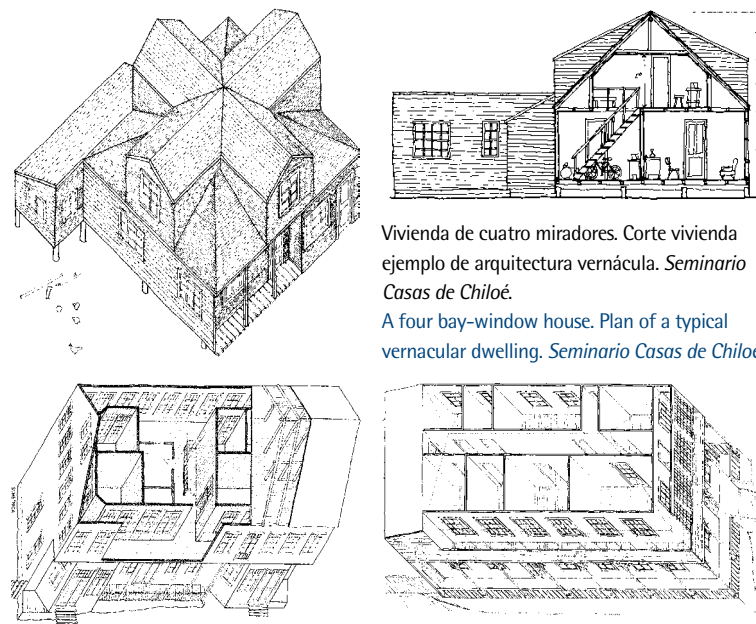 Vivienda de cuatro miradores. Corte vivienda
ejemplo de arquitectura vernácula. Seminario
Casas de Chiloé.
A four bay-window house. Plan of a typical
vernacular dwelling. Seminario Casas de Chiloé